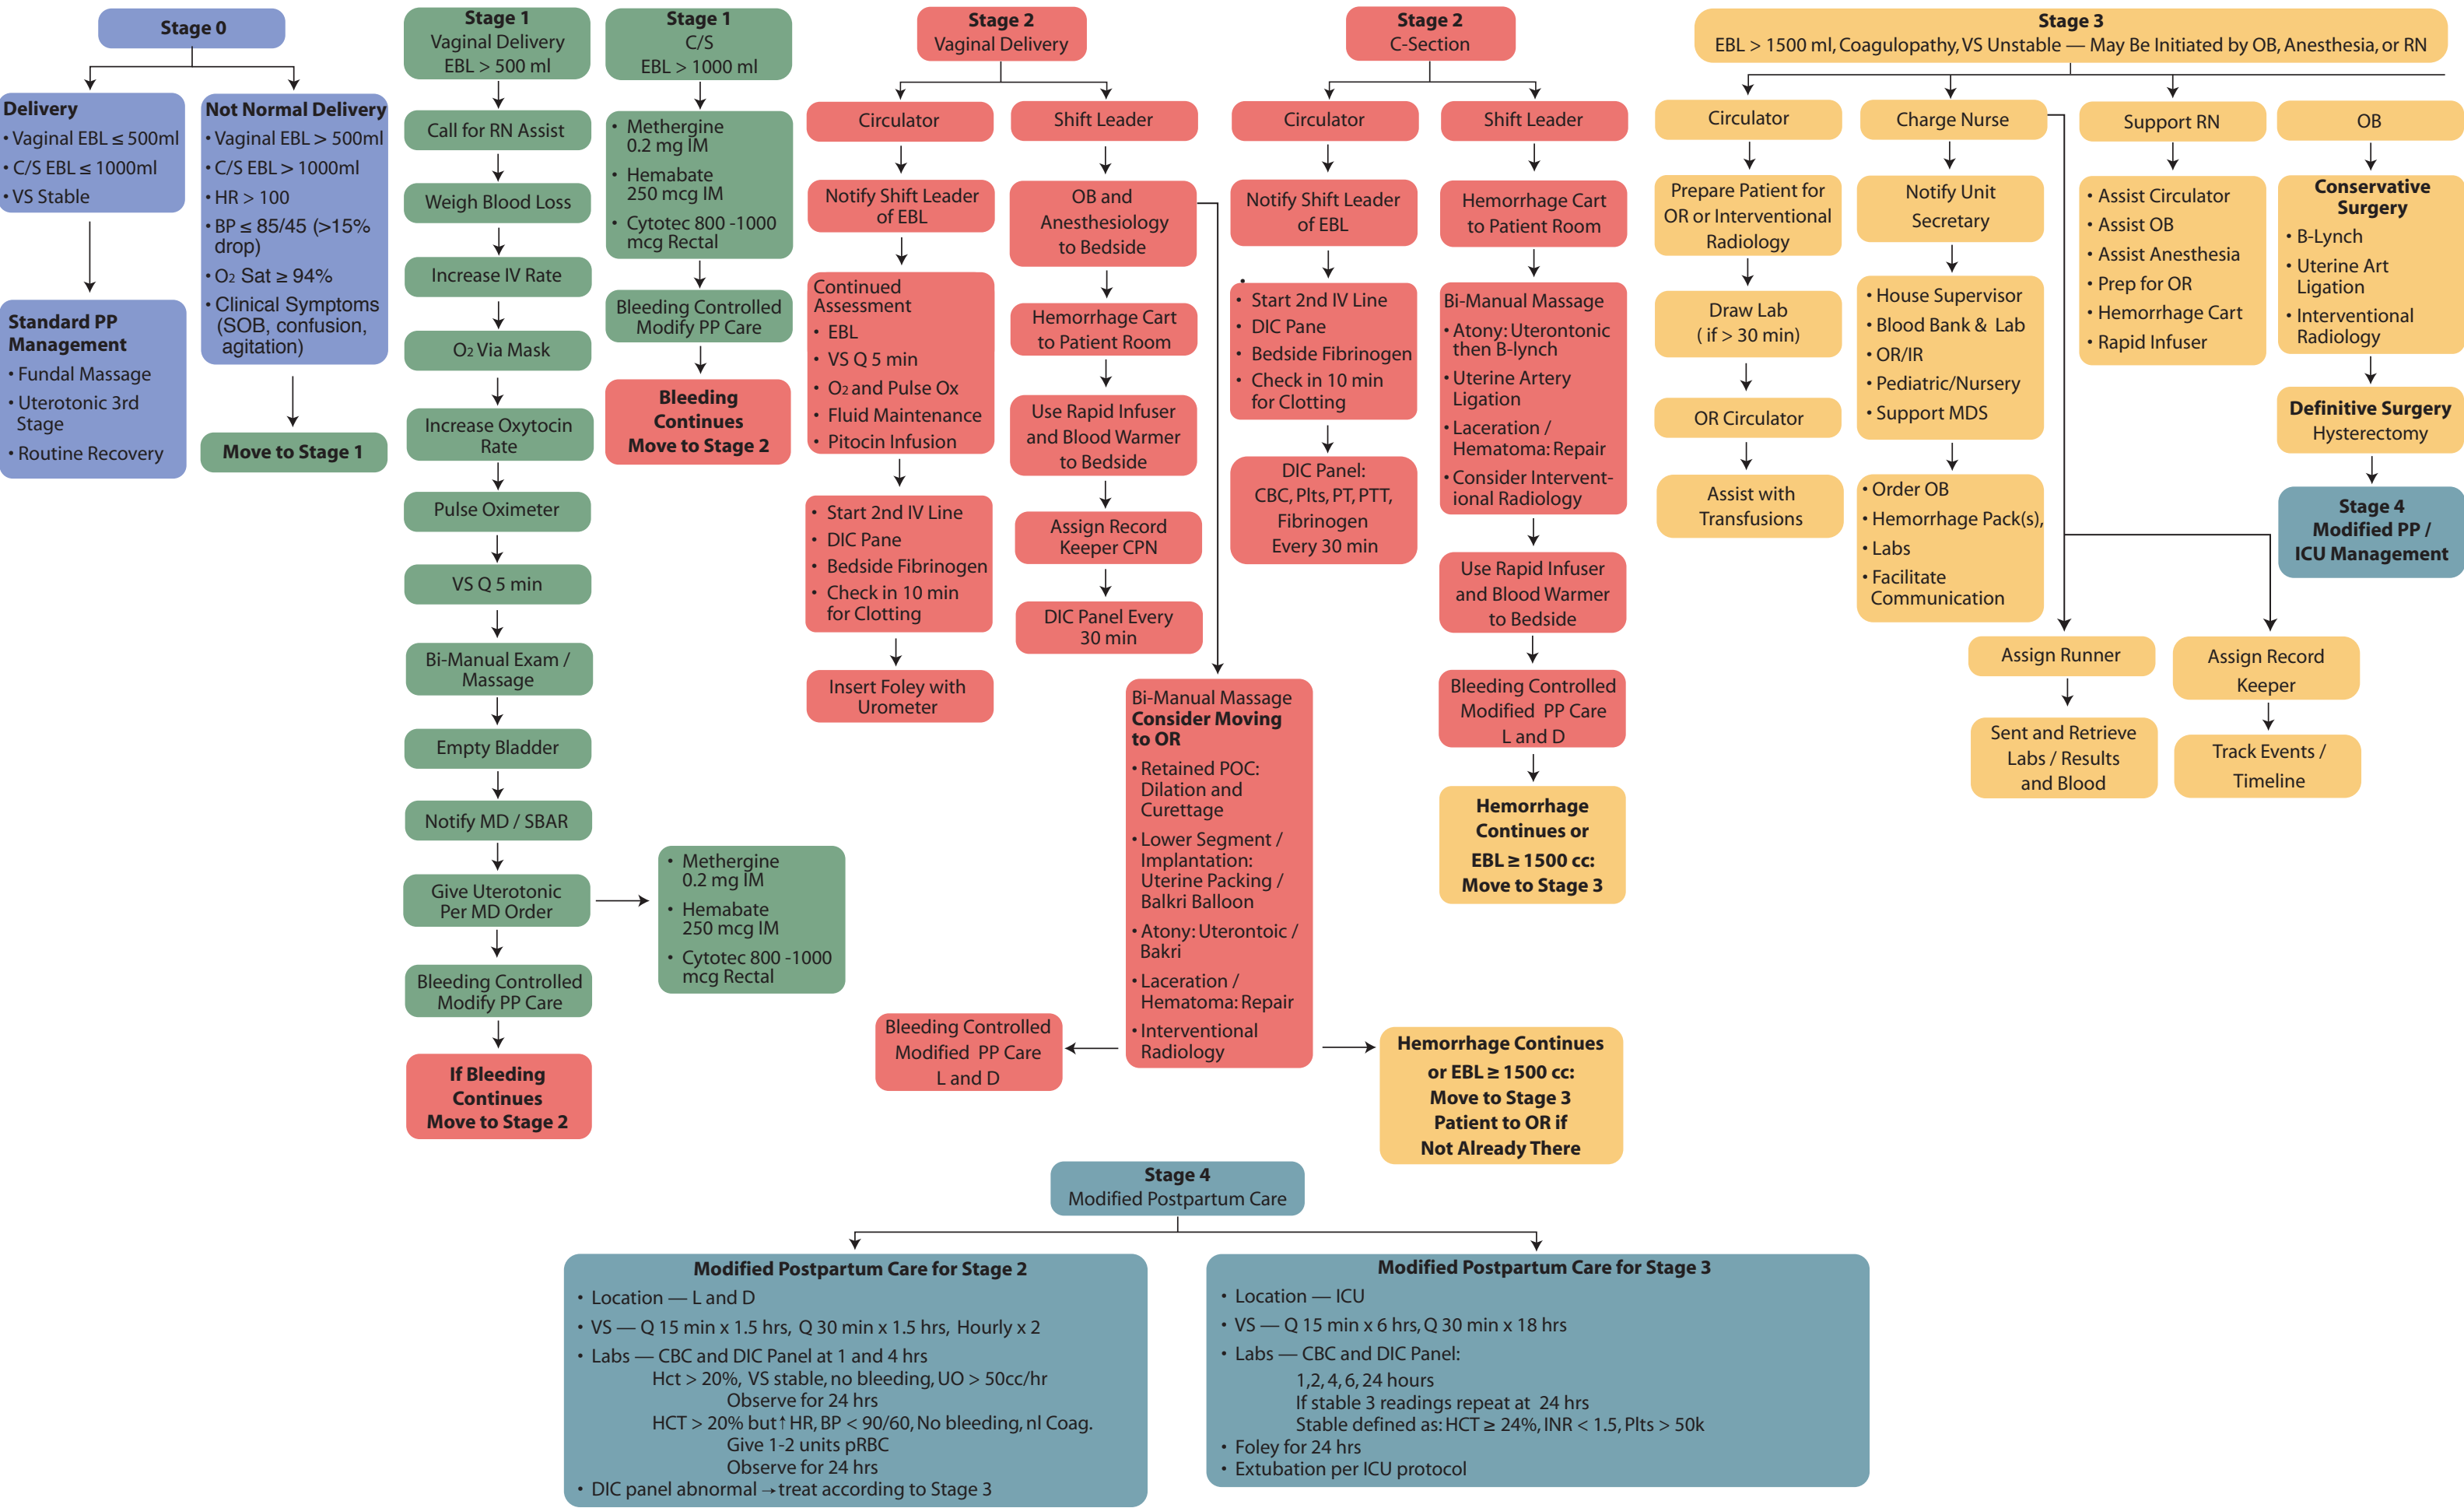 Stage 0
Delivery
• Vaginal EBL ≤ 500ml
• C/S EBL ≤ 1000ml
• VS Stable
Standard PP
Management
• Fundal Massage
• Uterotonic 3rd
Stage
• Routine Recovery
Not Normal Delivery
• Vaginal EBL > 500ml
• C/S EBL > 1000ml
• HR > 100
• BP ≤ 85/45 (>15%
drop)
• O2 Sat ≥ 94%
• Clinical Symptoms
(SOB, confusion,
agitation)
Move to Stage 1
Stage 1
Vaginal Delivery
EBL > 500 ml
Call for RN Assist
Weigh Blood Loss
Increase IV Rate
O2 Via Mask
Increase Oxytocin
Rate
Pulse Oximeter
VS Q 5 min
Bi-Manual Exam /
Massage
Empty Bladder
Notify MD / SBAR
Give Uterotonic
Per MD Order
• Methergine
0.2 mg IM
• Hemabate
250 mcg IM
• Cytotec 800 -1000
mcg Rectal
Bleeding Controlled
Modify PP Care
If Bleeding
Continues
Move to Stage 2
Stage 1
C/S
EBL > 1000 ml
• Methergine
0.2 mg IM
• Hemabate
250 mcg IM
• Cytotec 800 -1000
mcg Rectal
Bleeding Controlled
Modify PP Care
Bleeding
Continues
Move to Stage 2
Stage 2
Vaginal Delivery
Circulator
Notify Shift Leader
of EBL
Continued
Assessment
• EBL
• VS Q 5 min
• O2 and Pulse Ox
• Fluid Maintenance
• Pitocin Infusion
• Start 2nd IV Line
• DIC Pane
• Bedside Fibrinogen
• Check in 10 min
for Clotting
Insert Foley with
Urometer
Shift Leader
OB and
Anesthesiology
to Bedside
Hemorrhage Cart
to Patient Room
Use Rapid Infuser
and Blood Warmer
to Bedside
Assign Record
Keeper CPN
DIC Panel Every
30 min
Bi-Manual Massage
Consider Moving
to OR
• Retained POC:
Dilation and
Curettage
• Lower Segment /
Implantation:
Uterine Packing /
Balkri Balloon
• Atony: Uterontoic /
Bakri
• Laceration /
Hematoma: Repair
• Interventional
Radiology
Bleeding Controlled
Modified PP Care
L and D
Hemorrhage Continues
or EBL ≥ 1500 cc:
Move to Stage 3
Patient to OR if
Not Already There
Stage 2
C-Section
Circulator
Notify Shift Leader
of EBL
•
• Start 2nd IV Line
• DIC Pane
• Bedside Fibrinogen
• Check in 10 min
for Clotting
DIC Panel:
CBC, Plts, PT, PTT,
Fibrinogen
Every 30 min
Shift Leader
Hemorrhage Cart
to Patient Room
Bi-Manual Massage
• Atony: Uterontonic
then B-lynch
• Uterine Artery
Ligation
• Laceration /
Hematoma: Repair
• Consider Intervent-
ional Radiology
Use Rapid Infuser
and Blood Warmer
to Bedside
Bleeding Controlled
Modified PP Care
L and D
Hemorrhage
Continues or
EBL ≥ 1500 cc:
Move to Stage 3
Stage 3
EBL > 1500 ml, Coagulopathy, VS Unstable — May Be Initiated by OB, Anesthesia, or RN
Circulator
Prepare Patient for
OR or Interventional
Radiology
Draw Lab
( if > 30 min)
OR Circulator
Assist with
Transfusions
Charge Nurse
Notify Unit
Secretary
• House Supervisor
• Blood Bank & Lab
• OR/IR
• Pediatric/Nursery
• Support MDS
• Order OB
• Hemorrhage Pack(s),
• Labs
• Facilitate
Communication
Assign Runner
Sent and Retrieve
Labs / Results
and Blood
Assign Record
Keeper
Track Events /
Timeline
Support RN
• Assist Circulator
• Assist OB
• Assist Anesthesia
• Prep for OR
• Hemorrhage Cart
• Rapid Infuser
OB
Conservative
Surgery
• B-Lynch
• Uterine Art
Ligation
• Interventional
Radiology
Definitive Surgery
Hysterectomy
Stage 4
Modified PP /
ICU Management
Stage 4
Modified Postpartum Care
Modified Postpartum Care for Stage 2
• Location — L and D
• VS — Q 15 min x 1.5 hrs, Q 30 min x 1.5 hrs, Hourly x 2
• Labs — CBC and DIC Panel at 1 and 4 hrs
Hct > 20%, VS stable, no bleeding, UO > 50cc/hr
Observe for 24 hrs
HCT > 20% but ↑ HR, BP < 90/60, No bleeding, nl Coag.
Give 1-2 units pRBC
Observe for 24 hrs
• DIC panel abnormal → treat according to Stage 3
Modified Postpartum Care for Stage 3
• Location — ICU
• VS — Q 15 min x 6 hrs, Q 30 min x 18 hrs
• Labs — CBC and DIC Panel:
1,2, 4, 6, 24 hours
If stable 3 readings repeat at 24 hrs
Stable defined as: HCT ≥ 24%, INR < 1.5, Plts > 50k
• Foley for 24 hrs
• Extubation per ICU protocol